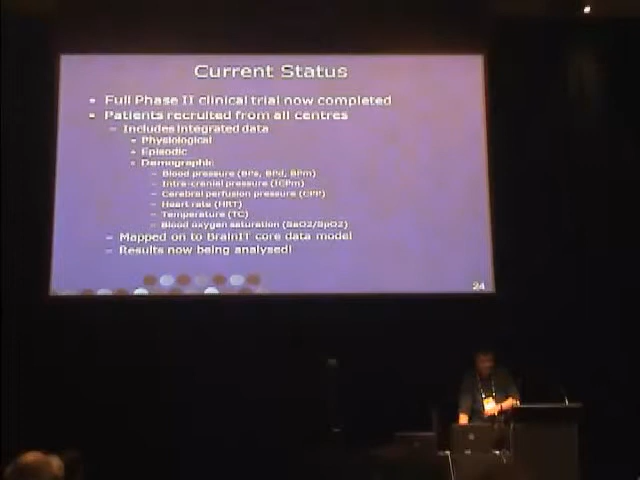 Current Status
• Full Phase II clinical trial now completed
• Patients recruited from all centres
– Includes integrated data
• Physiological
• Episodic
• Demographic
– Blood pressure (BPs, BPd, BPm)
– Intra-cranial pressure (ICPm)
– Cerebral perfusion pressure (CPP)
– Heart rate (HRT)
– Temperature (TC)
– Blood oxygen saturation (SaO2/SpO2)
– Mapped on to BrainIT core data model
– Results now being analysed!
24